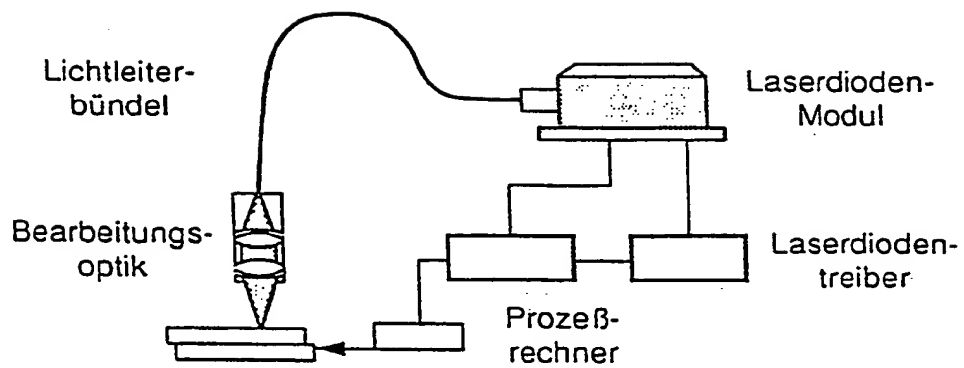 Lichtleiter-
bündel
Laserdioden-
Modul
Bearbeitungs-
optik
Laserdioden-
treiber
Prozeß-
rechner